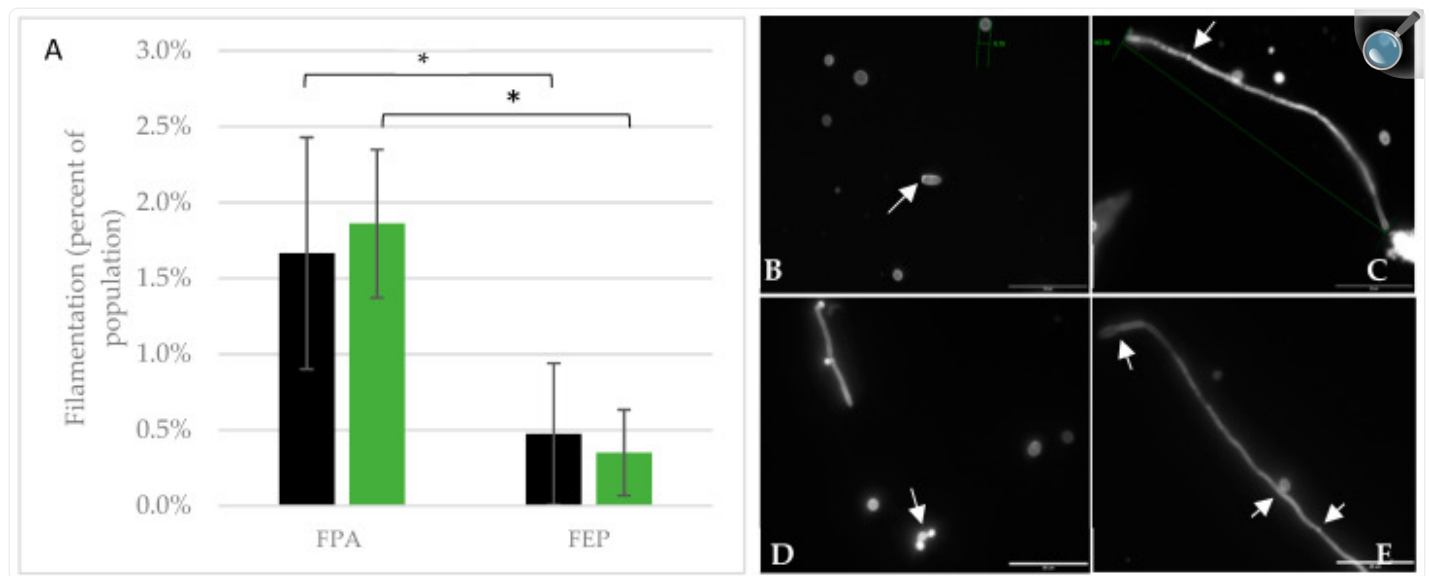 A
3.0%
*
*
2.5%
2.0%
1.5%
1.0%
0.5%
0.0%
Filamentation (percent of
population)
FPA FEP
B
C
D
E